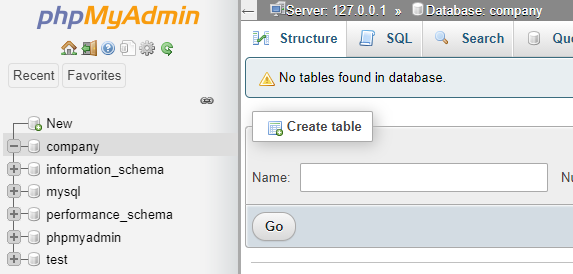 phpMyAdmin
Recent Favorites
New
company
information_schema
mysql
performance_schema
phpmyadmin
test
Server: 127.0.0.1 » Database: company
Structure SQL Search
No tables found in database.
Create table
Name:
Go